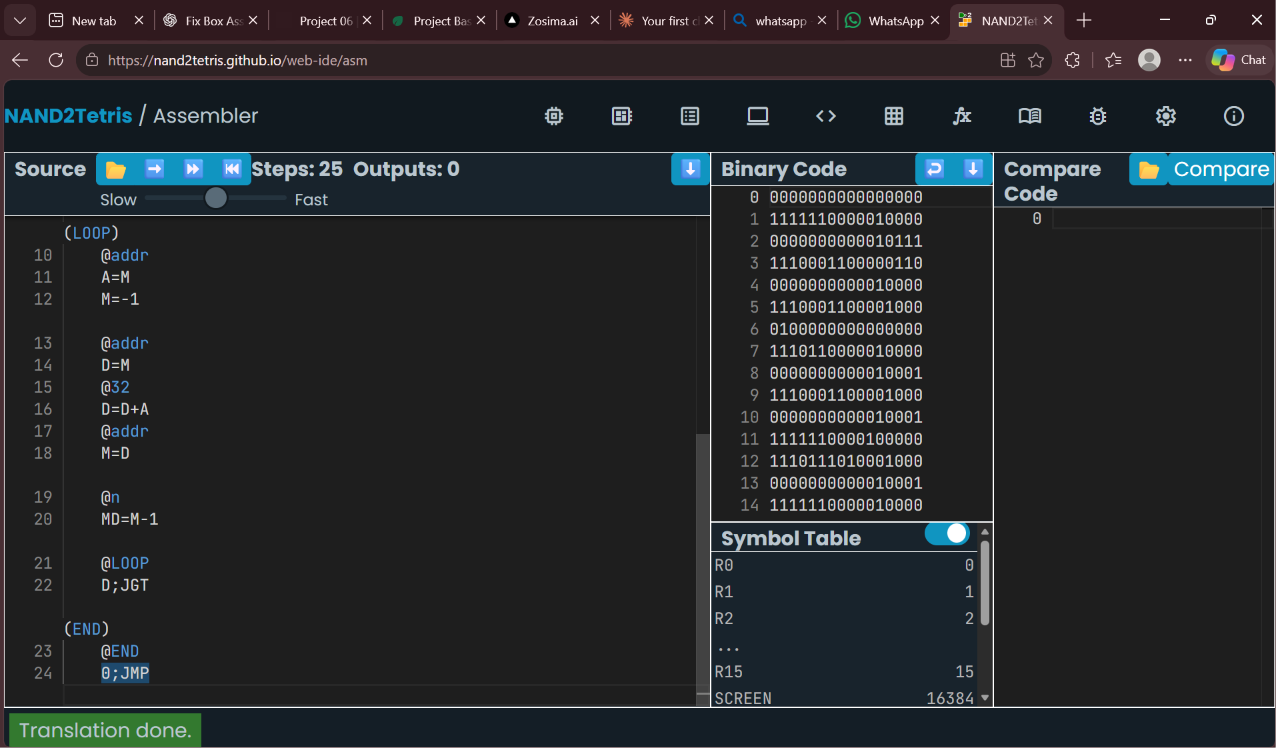 New tab
Fix Box Ass
Project 06 |
Project Bas
Zosima.ai
Your first c
whatsapp
WhatsApp
NAND2Tet
https://nand2tetris.github.io/web-ide/asm
Chat
NAND2Tetris / Assembler
Source
Steps: 25 Outputs: 0
Slow
Fast
(LOOP)
10 @addr
11 A=M
12 M=-1
13 @addr
14 D=M
15 @32
16 D=D+A
17 @addr
18 M=D
19 @n
20 MD=M-1
21 @LOOP
22 D;JGT
(END)
23 @END
24 0;JMP
Binary Code
0 0000000000000000
1 1111110000010000
2 0000000000010111
3 1110001100000110
4 0000000000010000
5 1110001100001000
6 0100000000000000
7 1110110000010000
8 0000000000010001
9 1110001100001000
10 0000000000010001
11 1111110000100000
12 1110111010001000
13 0000000000010001
14 1111110000010000
Symbol Table
R0 0
R1 1
R2 2
...
R15 15
SCREEN 16384
Compare Code
Compare
0
Translation done.